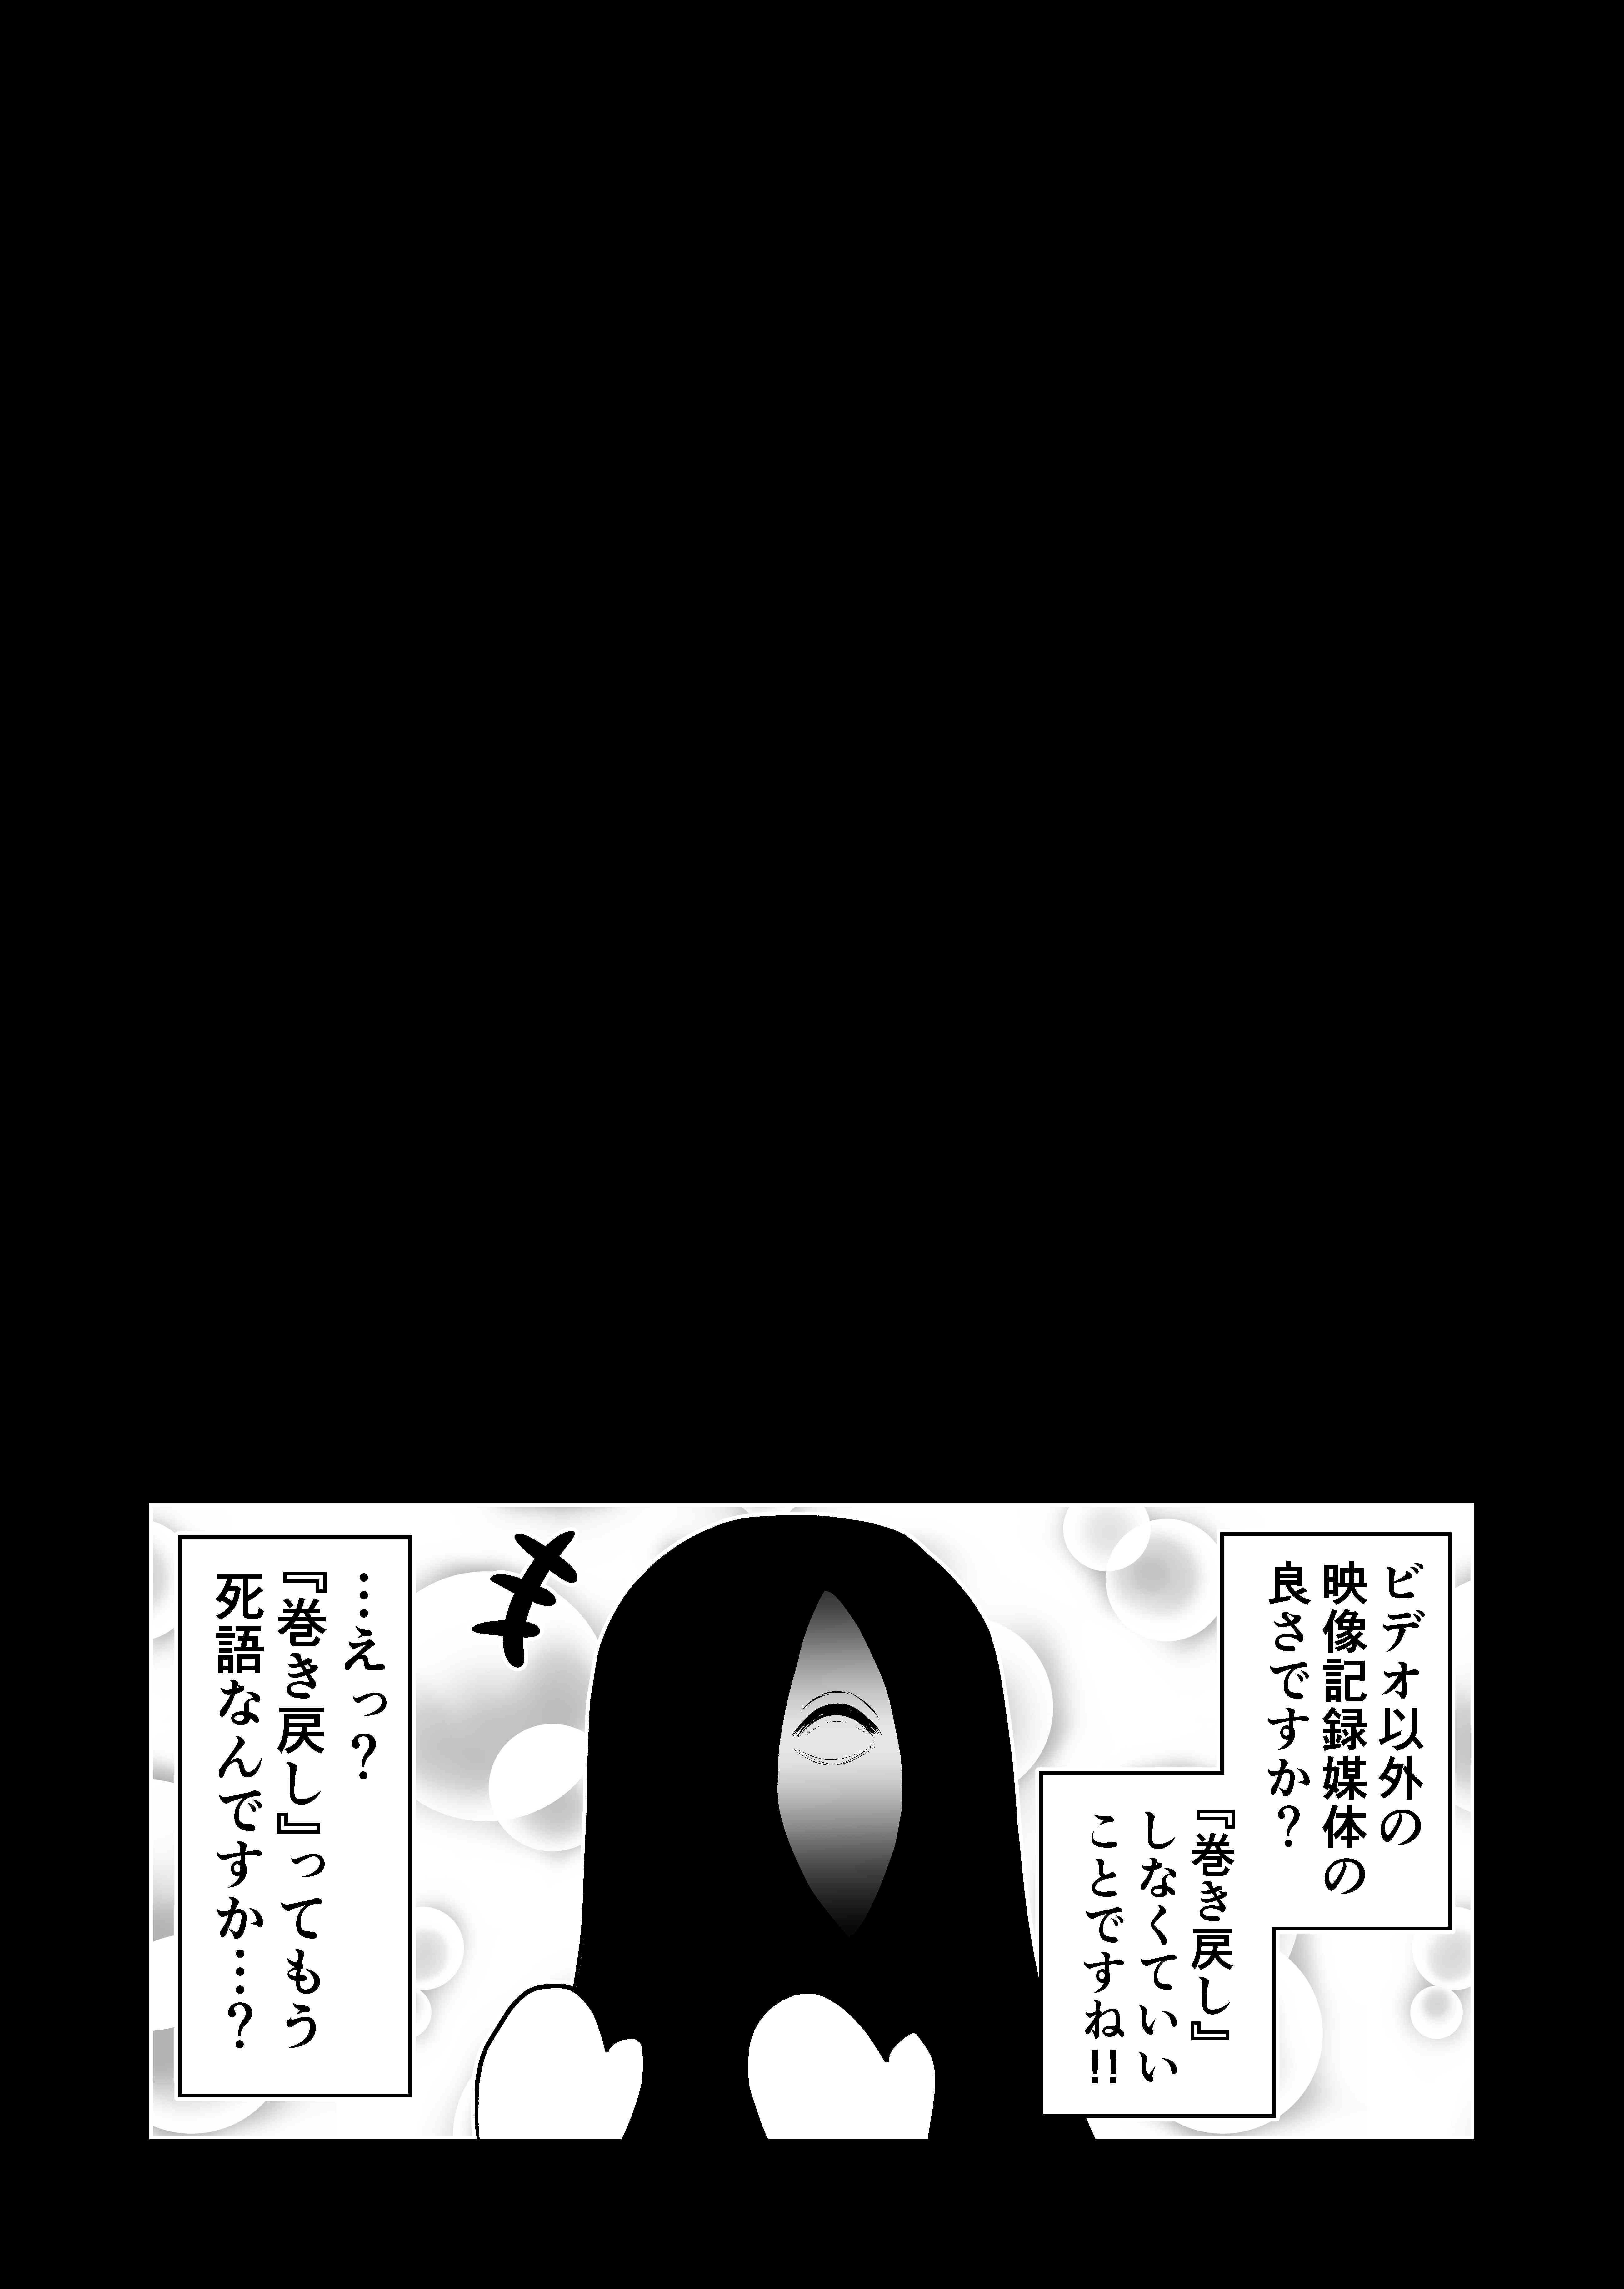 ビデオ以外の
映像記録媒体の
良さですか?
『巻き戻し』
しなくていい
ことですね!!
…えっ?
『巻き戻し』ってもう
死語なんですか……?